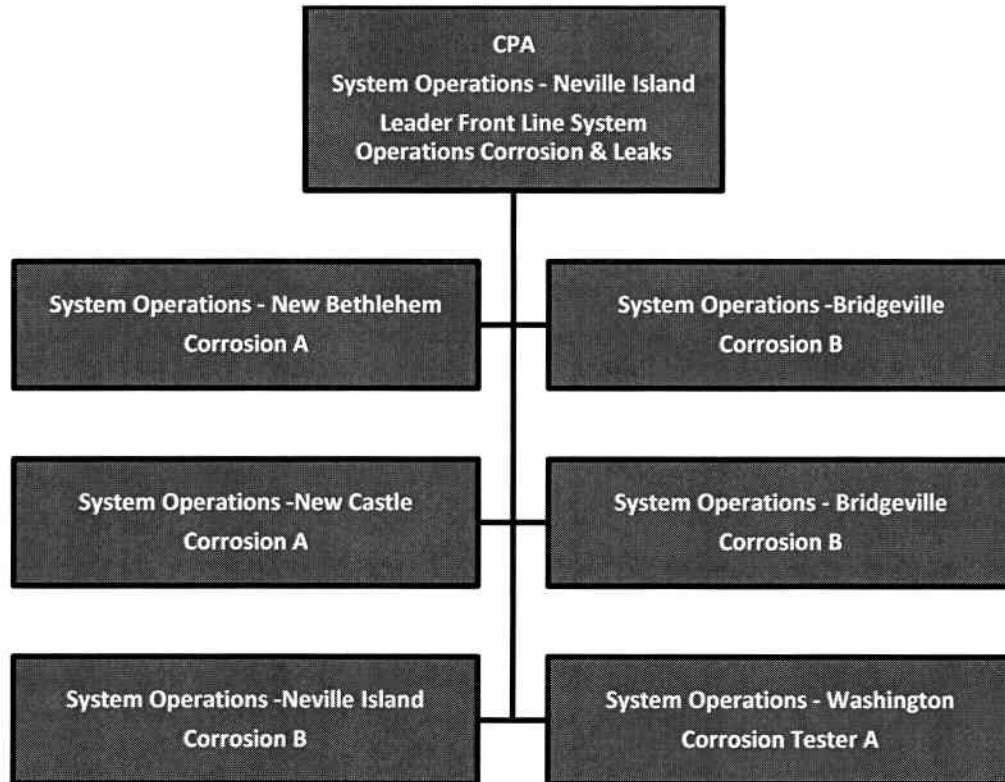 CPA
System Operations - Neville Island
Leader Front Line System
Operations Corrosion & Leaks
System Operations - New Bethlehem
Corrosion A
System Operations -Bridgeville
Corrosion B
System Operations -New Castle
Corrosion A
System Operations - Bridgeville
Corrosion B
System Operations -Neville Island
Corrosion B
System Operations - Washington
Corrosion Tester A